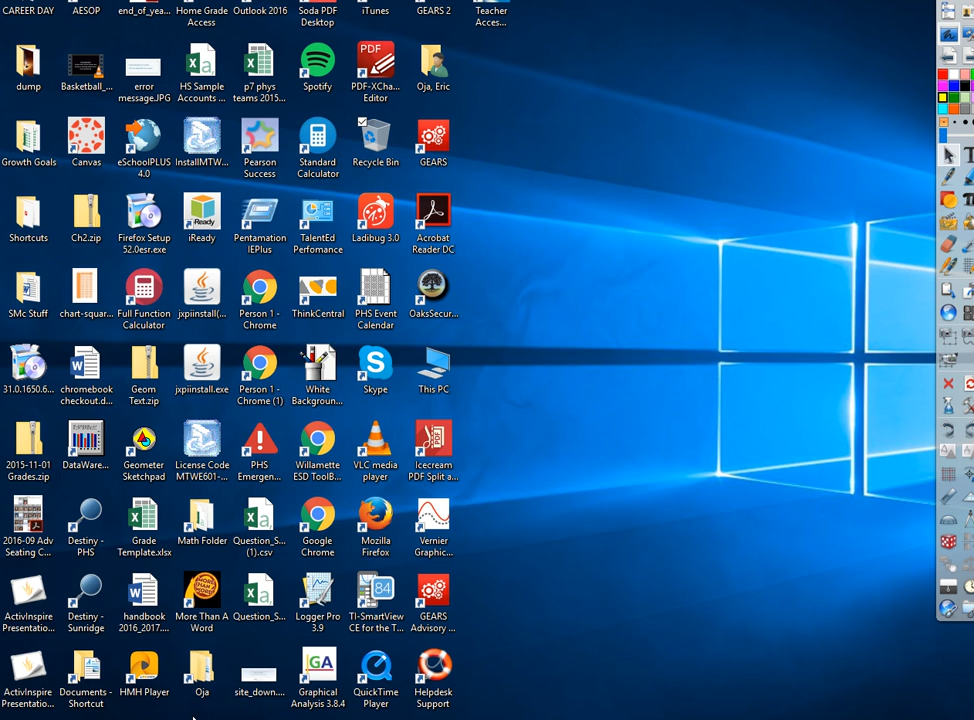 CAREER DAY
AESOP
end_of_yea...
Home Grade
Access
Outlook 2016
Soda PDF
Desktop
iTunes
GEARS 2
Teacher
Acces...
dump
Basketball_...
error
message.JPG
HS Sample
Accounts ...
p7 phys
teams 2015...
Spotify
PDF
PDF-XCha...
Editor
Oja, Eric
Growth Goals
Canvas
eSchoolPLUS
4.0
InstallMTW...
Pearson
Success
Standard
Calculator
Recycle Bin
GEARS
Shortcuts
Ch2.zip
Firefox Setup
52.0esr.exe
iReady
Pentamation
IEPlus
TalentEd
Perfomance
Ladibug 3.0
Acrobat
Reader DC
SMc Stuff
chart-squar...
Full Function
Calculator
jxpiinstall(...
Person 1 -
Chrome
ThinkCentral
PHS Event
Calendar
OaksSecur...
31.0.1650.6...
chromebook
checkout.d...
Geom
Text.zip
jxpiinstall.exe
Person 1 -
Chrome (1)
White
Backgroun...
Skype
This PC
2015-11-01
Grades.zip
DataWare...
Geometer
Sketchpad
License Code
MTWE601-...
PHS
Emergen...
Willamette
ESD ToolB...
VLC media
player
Icecream
PDF Split a...
2016-09 Adv
Seating C...
Destiny -
PHS
Grade
Template.xlsx
Math Folder
Question_S...
(1).csv
Google
Chrome
Mozilla
Firefox
Vernier
Graphic...
ActivInspire
Presentatio...
Destiny -
Sunridge
handbook
2016_2017....
MORE THAN A WORD
More Than A
Word
Question_S...
Logger Pro
3.9
84
TI-SmartView
CE for the T...
GEARS
Advisory ...
ActivInspire
Presentatio...
Documents -
Shortcut
HMH Player
Oja
site_down....
GA
Graphical
Analysis 3.8.4
QuickTime
Player
Helpdesk
Support